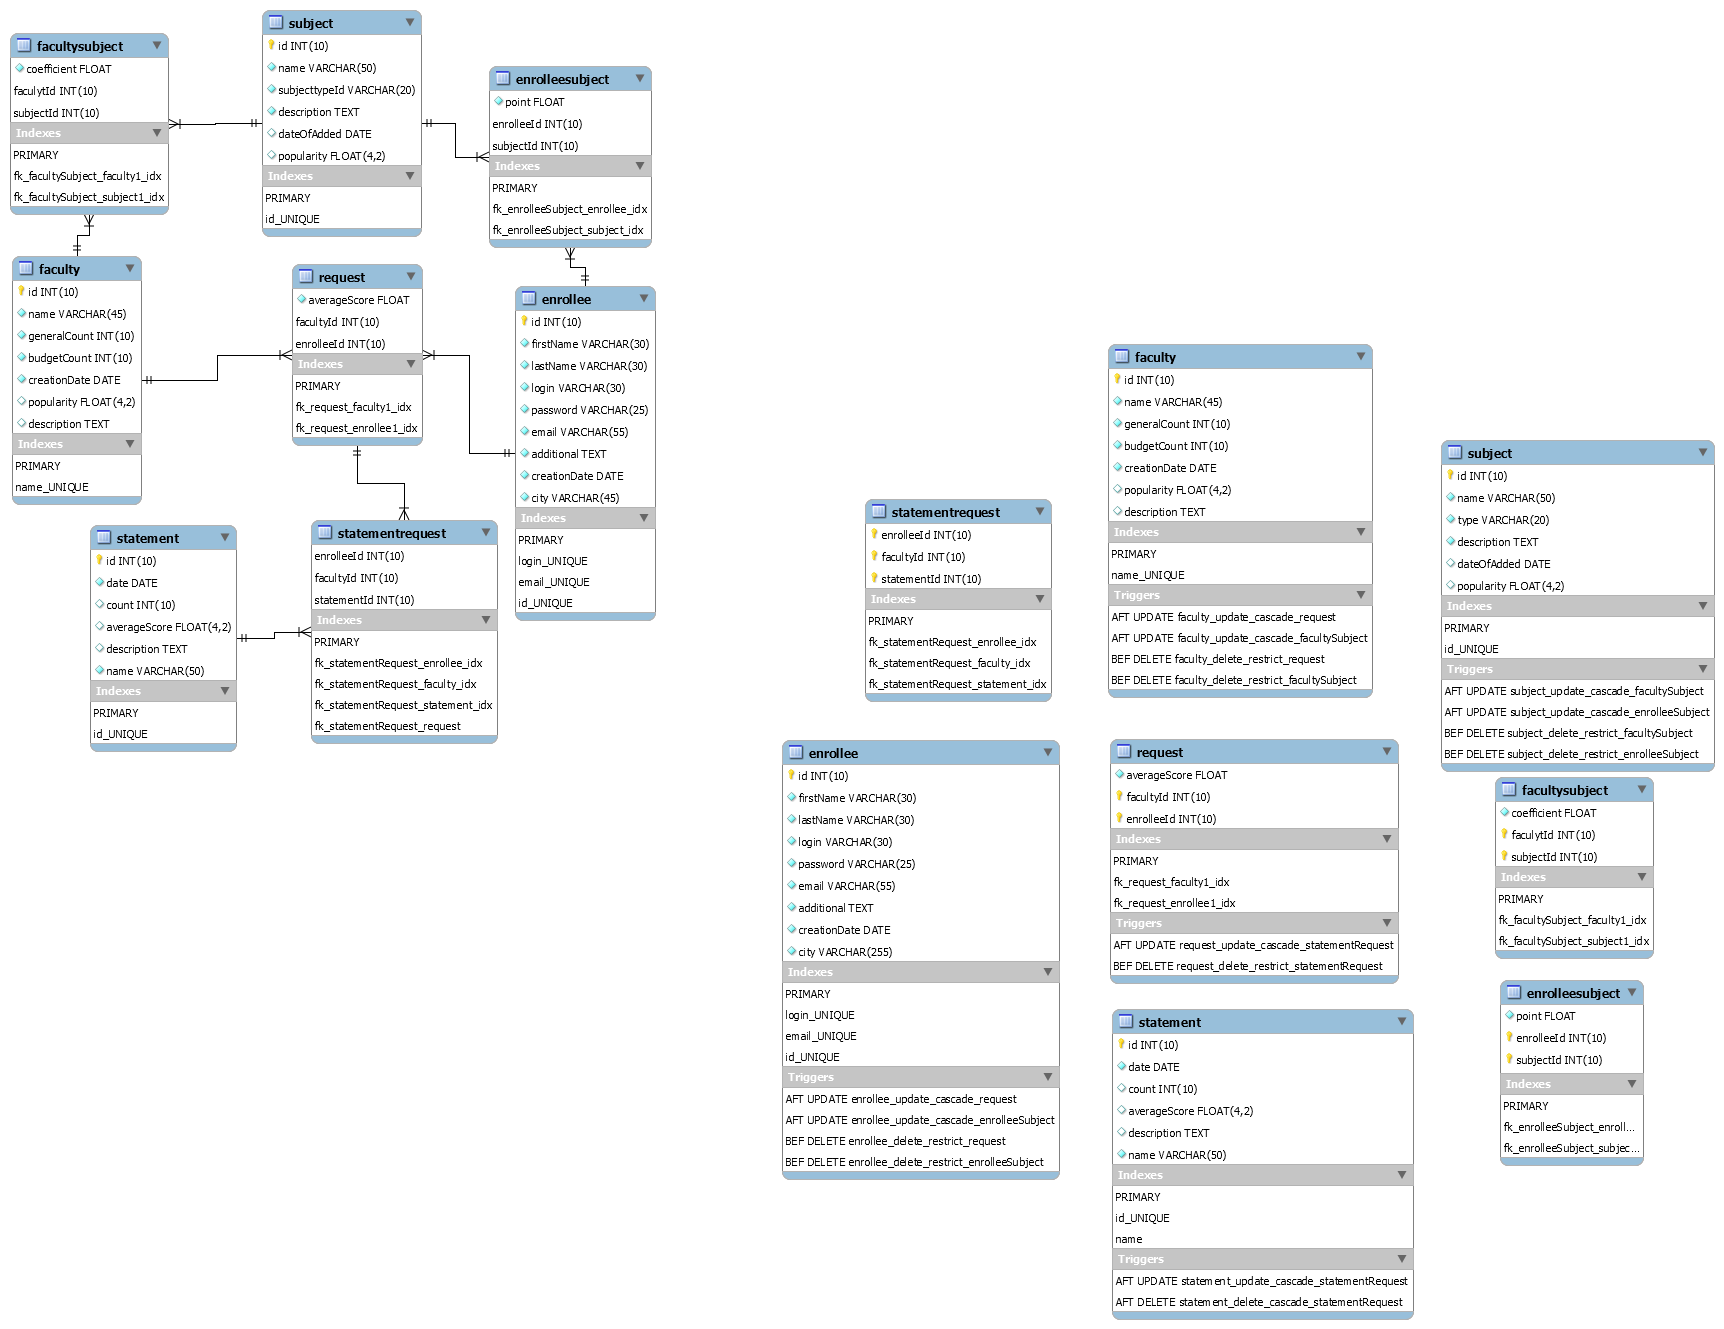 facultysubject
coefficient FLOAT
faculytId INT(10)
subjectId INT(10)
Indexes
PRIMARY
fk_facultySubject_faculty1_idx
fk_facultySubject_subject1_idx
subject
id INT(10)
name VARCHAR(50)
subjecttypeId VARCHAR(20)
description TEXT
dateOfAdded DATE
popularity FLOAT(4,2)
Indexes
PRIMARY
id_UNIQUE
enrolleesubject
point FLOAT
enrolleeId INT(10)
subjectId INT(10)
Indexes
PRIMARY
fk_enrolleeSubject_enrollee_idx
fk_enrolleeSubject_subject_idx
faculty
id INT(10)
name VARCHAR(45)
generalCount INT(10)
budgetCount INT(10)
creationDate DATE
popularity FLOAT(4,2)
description TEXT
Indexes
PRIMARY
name_UNIQUE
request
averageScore FLOAT
facultyId INT(10)
enrolleeId INT(10)
Indexes
PRIMARY
fk_request_faculty1_idx
fk_request_enrollee1_idx
enrollee
id INT(10)
firstName VARCHAR(30)
lastName VARCHAR(30)
login VARCHAR(30)
password VARCHAR(25)
email VARCHAR(55)
additional TEXT
creationDate DATE
city VARCHAR(45)
Indexes
PRIMARY
login_UNIQUE
email_UNIQUE
id_UNIQUE
statement
id INT(10)
date DATE
count INT(10)
averageScore FLOAT(4,2)
description TEXT
name VARCHAR(50)
Indexes
PRIMARY
id_UNIQUE
statementrequest
enrolleeId INT(10)
facultyId INT(10)
statementId INT(10)
Indexes
PRIMARY
fk_statementRequest_enrollee_idx
fk_statementRequest_faculty_idx
fk_statementRequest_statement_idx
fk_statementRequest_request
statementrequest
enrolleeId INT(10)
facultyId INT(10)
statementId INT(10)
Indexes
PRIMARY
fk_statementRequest_enrollee_idx
fk_statementRequest_faculty_idx
fk_statementRequest_statement_idx
faculty
id INT(10)
name VARCHAR(45)
generalCount INT(10)
budgetCount INT(10)
creationDate DATE
popularity FLOAT(4,2)
description TEXT
Indexes
PRIMARY
name_UNIQUE
Triggers
AFT UPDATE faculty_update_cascade_request
AFT UPDATE faculty_update_cascade_facultySubject
BEF DELETE faculty_delete_restrict_request
BEF DELETE faculty_delete_restrict_facultySubject
subject
id INT(10)
name VARCHAR(50)
type VARCHAR(20)
description TEXT
dateOfAdded DATE
popularity FLOAT(4,2)
Indexes
PRIMARY
id_UNIQUE
Triggers
AFT UPDATE subject_update_cascade_facultySubject
AFT UPDATE subject_update_cascade_enrolleeSubject
BEF DELETE subject_delete_restrict_facultySubject
BEF DELETE subject_delete_restrict_enrolleeSubject
enrollee
id INT(10)
firstName VARCHAR(30)
lastName VARCHAR(30)
login VARCHAR(30)
password VARCHAR(25)
email VARCHAR(55)
additional TEXT
creationDate DATE
city VARCHAR(255)
Indexes
PRIMARY
login_UNIQUE
email_UNIQUE
id_UNIQUE
Triggers
AFT UPDATE enrollee_update_cascade_request
AFT UPDATE enrollee_update_cascade_enrolleeSubject
BEF DELETE enrollee_delete_restrict_request
BEF DELETE enrollee_delete_restrict_enrolleeSubject
request
averageScore FLOAT
facultyId INT(10)
enrolleeId INT(10)
Indexes
PRIMARY
fk_request_faculty1_idx
fk_request_enrollee1_idx
Triggers
AFT UPDATE request_update_cascade_statementRequest
BEF DELETE request_delete_restrict_statementRequest
facultysubject
coefficient FLOAT
faculytId INT(10)
subjectId INT(10)
Indexes
PRIMARY
fk_facultySubject_faculty1_idx
fk_facultySubject_subject1_idx
statement
id INT(10)
date DATE
count INT(10)
averageScore FLOAT(4,2)
description TEXT
name VARCHAR(50)
Indexes
PRIMARY
id_UNIQUE
name
Triggers
AFT UPDATE statement_update_cascade_statementRequest
AFT DELETE statement_delete_cascade_statementRequest
enrolleesubject
point FLOAT
enrolleeId INT(10)
subjectId INT(10)
Indexes
PRIMARY
fk_enrolleeSubject_enroll...
fk_enrolleeSubject_subjec...